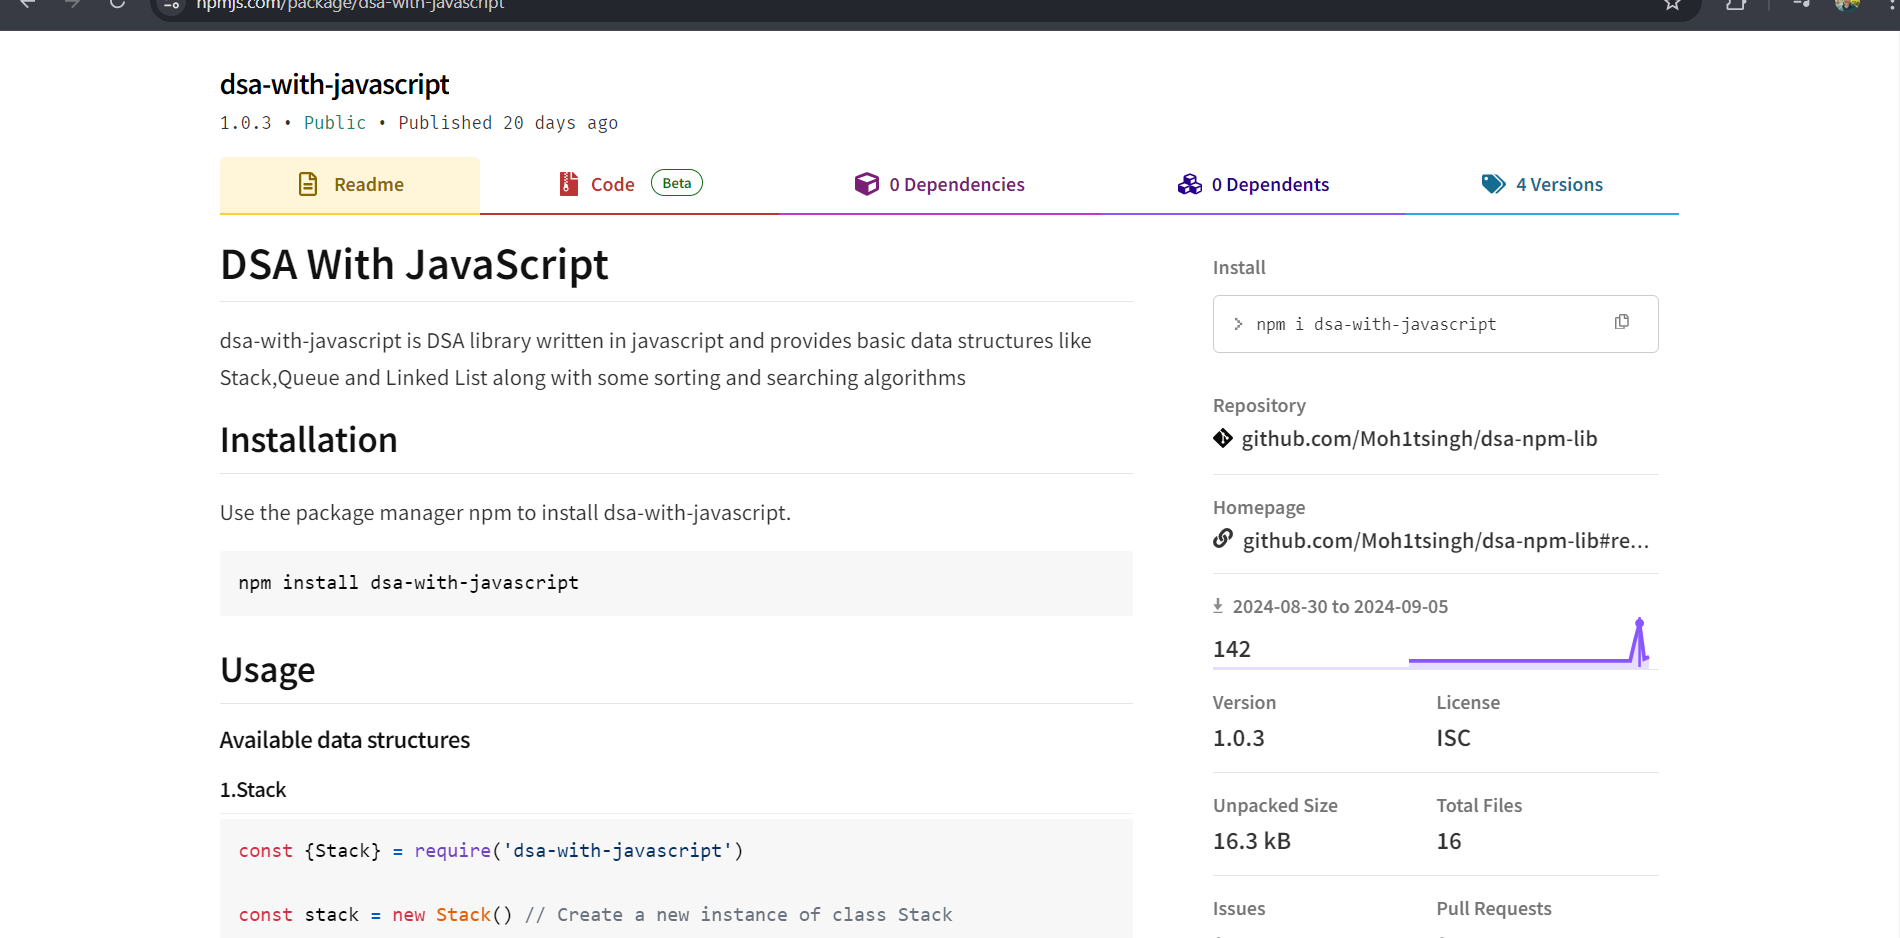 npmjs.com/package/dsa-with-javascript
dsa-with-javascript
1.0.3 • Public • Published 20 days ago
Readme
Code Beta
0 Dependencies
0 Dependents
4 Versions
DSA With JavaScript
dsa-with-javascript is DSA library written in javascript and provides basic data structures like
Stack,Queue and Linked List along with some sorting and searching algorithms
Installation
Use the package manager npm to install dsa-with-javascript.
npm install dsa-with-javascript
Usage
Available data structures
1.Stack
const {Stack} = require('dsa-with-javascript')
const stack = new Stack() // Create a new instance of class Stack
Install
> npm i dsa-with-javascript
Repository
github.com/Moh1tsingh/dsa-npm-lib
Homepage
github.com/Moh1tsingh/dsa-npm-lib#re...
2024-08-30 to 2024-09-05
142
Version
1.0.3
License
ISC
Unpacked Size
16.3 kB
Total Files
16
Issues
Pull Requests